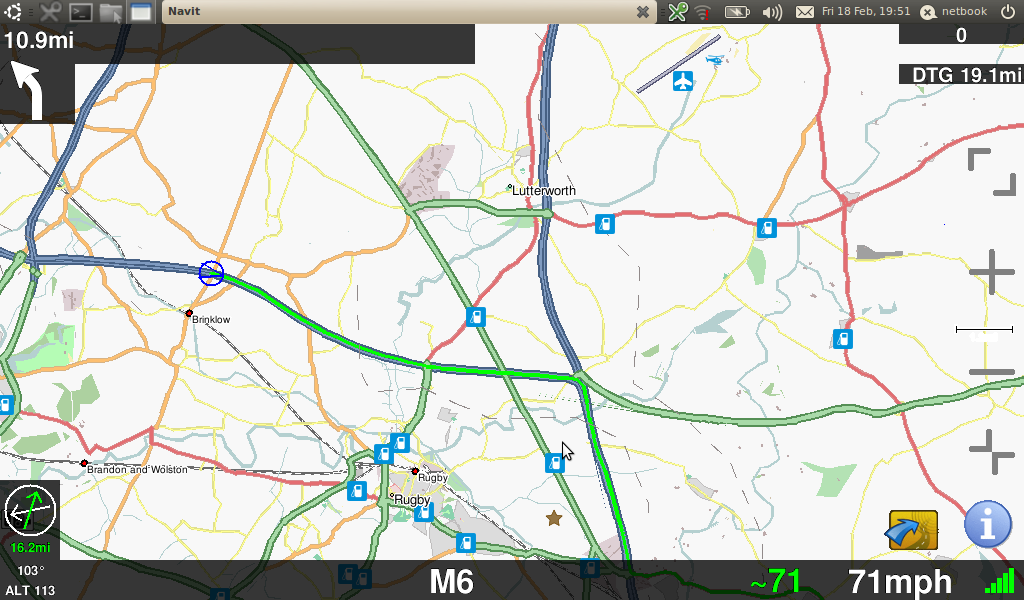 Navit
Fri 18 Feb, 19:51
netbook
10.9mi
0
DTG 19.1mi
Lutterworth
Brinklow
Brandon and Wolston
Rugby
Rugby
16.2mi
103°
ALT 113
M6
~71
71mph